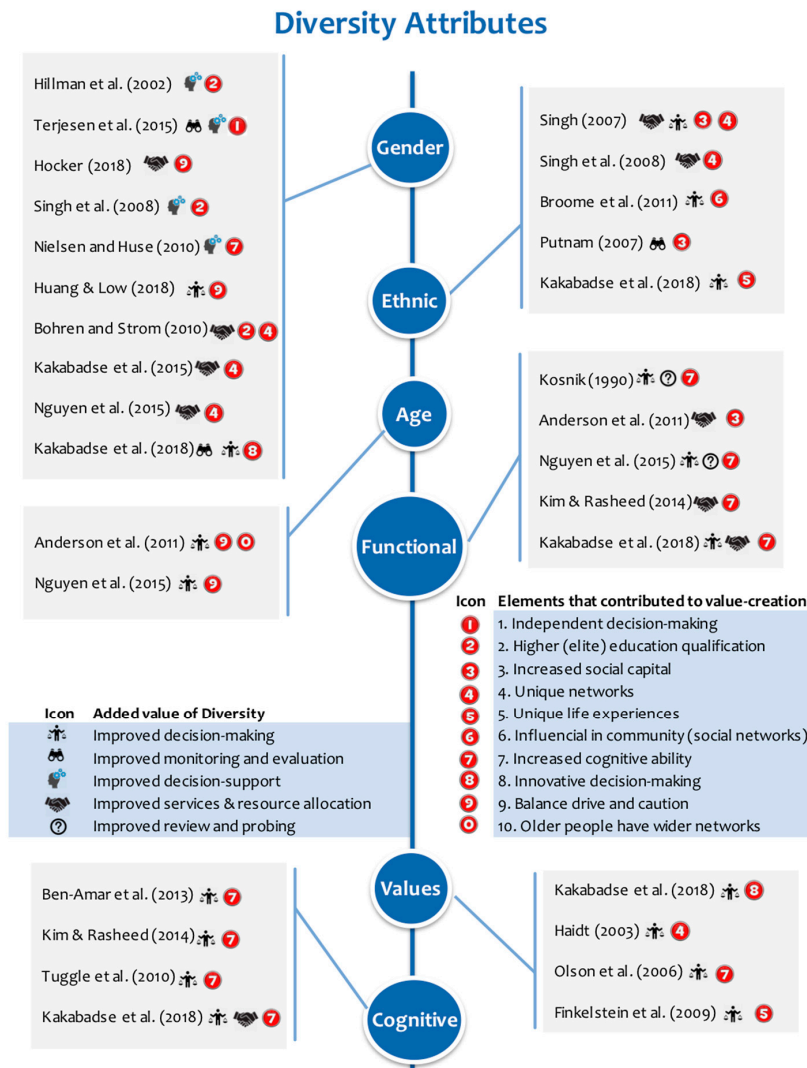 Diversity Attributes
Hillman et al. (2002) 2
Terjesen et al. (2015) 1
Hocker (2018) 9
Singh et al. (2008) 2
Nielsen and Huse (2010) 7
Huang & Low (2018) 9
Bohren and Strom (2010) 2 4
Kakabadse et al. (2015) 4
Nguyen et al. (2015) 4
Kakabadse et al. (2018) 8
Gender
Singh (2007) 3 4
Singh et al. (2008) 4
Broome et al. (2011) 6
Putnam (2007) 3
Kakabadse et al. (2018) 5
Ethnic
Age
Anderson et al. (2011) 9 0
Nguyen et al. (2015) 9
Kosnik (1990) ? 7
Anderson et al. (2011) 3
Nguyen et al. (2015) ? 7
Kim & Rasheed (2014) 7
Kakabadse et al. (2018) 7
Functional
Icon Elements that contributed to value-creation
1 1. Independent decision-making
2 2. Higher (elite) education qualification
3 3. Increased social capital
4 4. Unique networks
5 5. Unique life experiences
6 6. Influencial in community (social networks)
7 7. Increased cognitive ability
8 8. Innovative decision-making
9 9. Balance drive and caution
0 10. Older people have wider networks
Icon Added value of Diversity
Improved decision-making
Improved monitoring and evaluation
Improved decision-support
Improved services & resource allocation
? Improved review and probing
Values
Ben-Amar et al. (2013) 7
Kim & Rasheed (2014) 7
Tuggle et al. (2010) 7
Kakabadse et al. (2018) 7
Kakabadse et al. (2018) 8
Haidt (2003) 4
Olson et al. (2006) 7
Finkelstein et al. (2009) 5
Cognitive